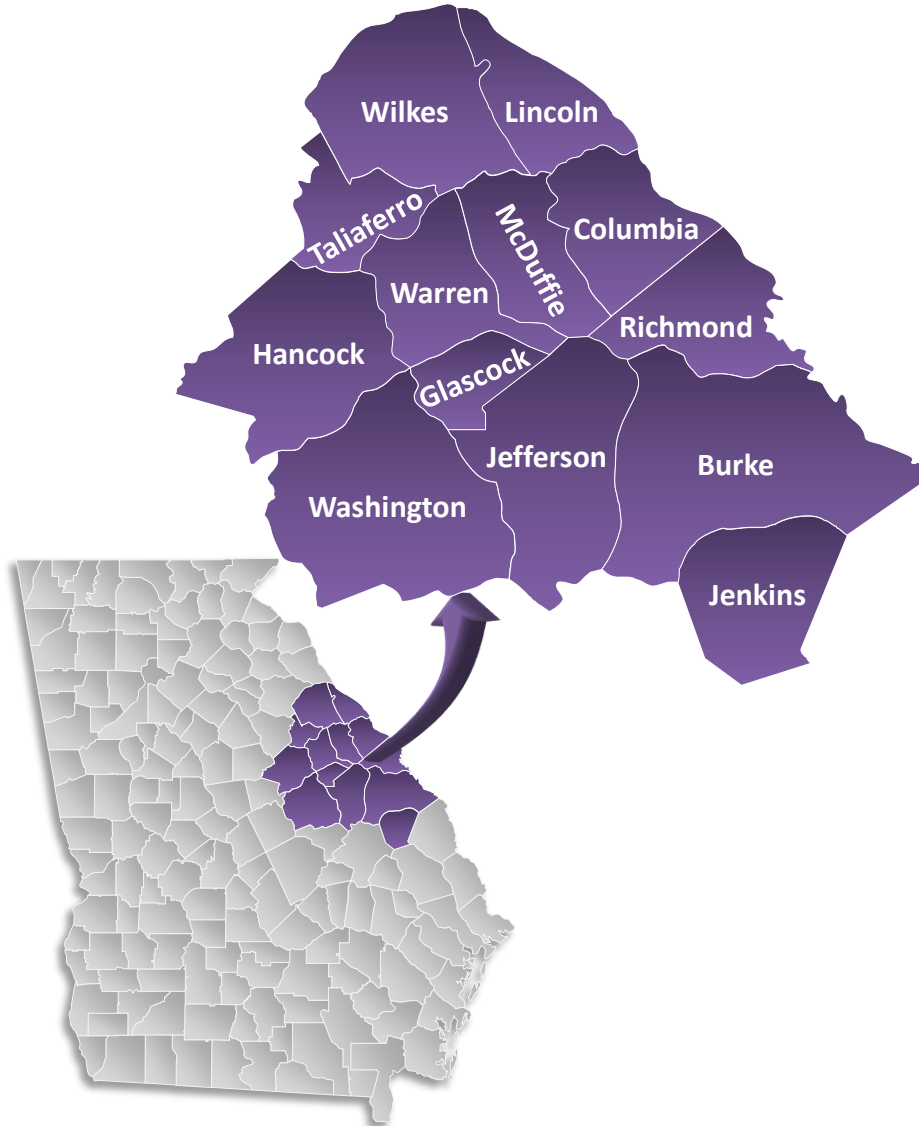 Wilkes
Lincoln
Taliaferro
McDuffie
Columbia
Warren
Richmond
Hancock
Glascock
Jefferson
Burke
Washington
Jenkins